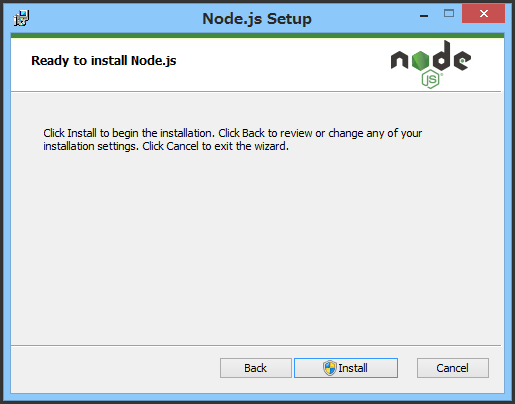 Node.js Setup
Ready to install Node.js
node
JS
Click Install to begin the installation. Click Back to review or change any of your
installation settings. Click Cancel to exit the wizard.
Back
Install
Cancel